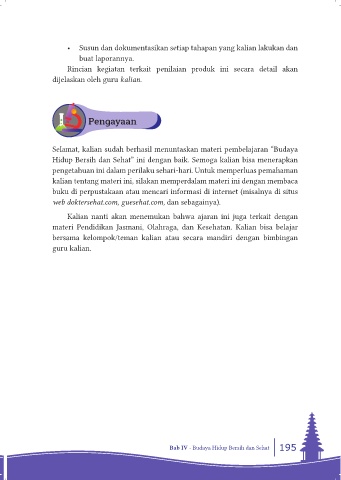 • Susun dan dokumentasikan setiap tahapan yang kalian lakukan dan
buat laporannya.
Rincian kegiatan terkait penilaian produk ini secara detail akan
dijelaskan oleh guru kalian.
Pengayaan
Selamat, kalian sudah berhasil menuntaskan materi pembelajaran "Budaya
Hidup Bersih dan Sehat" ini dengan baik. Semoga kalian bisa menerapkan
pengetahuan ini dalam perilaku sehari-hari. Untuk memperluas pemahaman
kalian tentang materi ini, silakan memperdalam materi ini dengan membaca
buku di perpustakaan atau mencari informasi di internet (misalnya di situs
web doktersehat.com, guesehat.com, dan sebagainya).
Kalian nanti akan menemukan bahwa ajaran ini juga terkait dengan
materi Pendidikan Jasmani, Olahraga, dan Kesehatan. Kalian bisa belajar
bersama kelompok/teman kalian atau secara mandiri dengan bimbingan
guru kalian.
Bab IV - Budaya Hidup Bersih dan Sehat 195